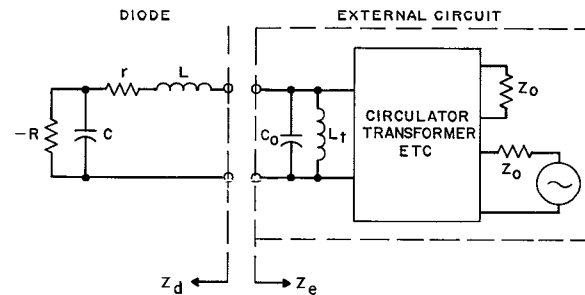 DIODE
EXTERNAL CIRCUIT
r
L
-R
C
C₀
Lt
CIRCULATOR
TRANSFORMER
ETC
Z₀
Z₀
Zd
Ze